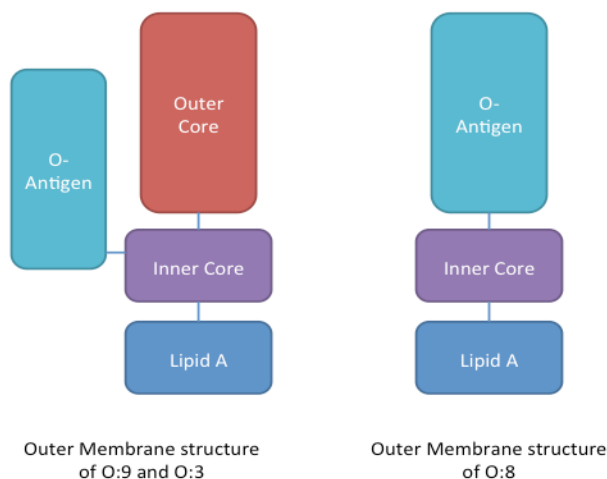 Outer
Core
O-
Antigen
Inner Core
Lipid A
Outer Membrane structure
of O:9 and O:3
O-
Antigen
Inner Core
Lipid A
Outer Membrane structure
of O:8